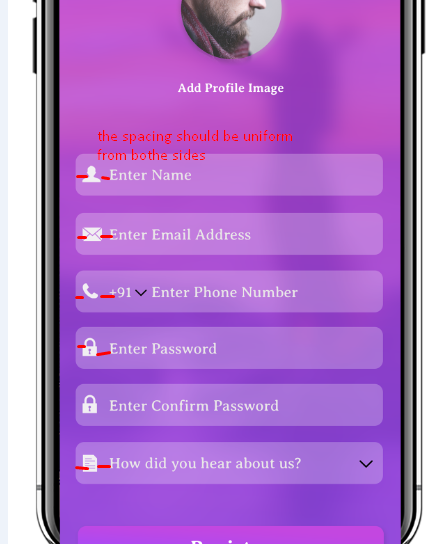 Add Profile Image
the spacing should be uniform
from bothe sides
Enter Name
Enter Email Address
+91 Enter Phone Number
Enter Password
Enter Confirm Password
How did you hear about us?